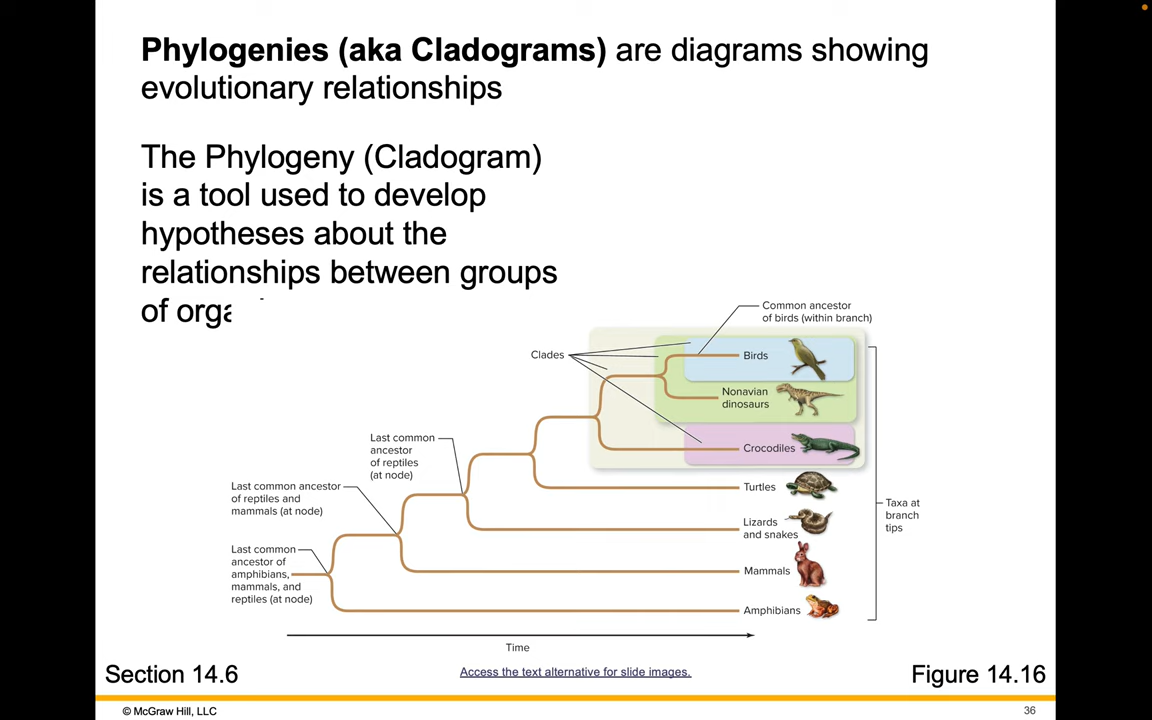 Phylogenies (aka Cladograms) are diagrams showing
evolutionary relationships
The Phylogeny (Cladogram)
is a tool used to develop
hypotheses about the
relationships between groups
of
Common ancestor
of birds (within branch)
Clades
Birds
Nonavian
dinosaurs
Crocodiles
Last common
ancestor
of reptiles
(at node)
Turtles
Last common ancestor
of reptiles and
mammals (at node)
Taxa at
branch
tips
Lizards
and snakes
Last common
ancestor of
amphibians,
mammals, and
reptiles (at node)
Mammals
Amphibians
Time
Section 14.6
Access the text alternative for slide images.
Figure 14.16
© McGraw Hill, LLC
36